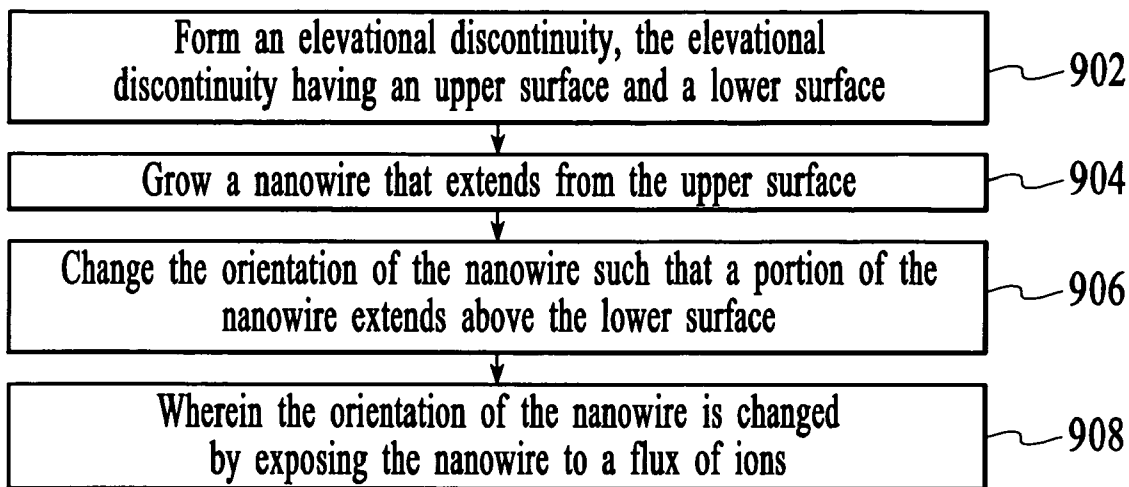 Form an elevational discontinuity, the elevational
discontinuity having an upper surface and a lower surface
902
Grow a nanowire that extends from the upper surface
904
Change the orientation of the nanowire such that a portion of the
nanowire extends above the lower surface
906
Wherein the orientation of the nanowire is changed
by exposing the nanowire to a flux of ions
908